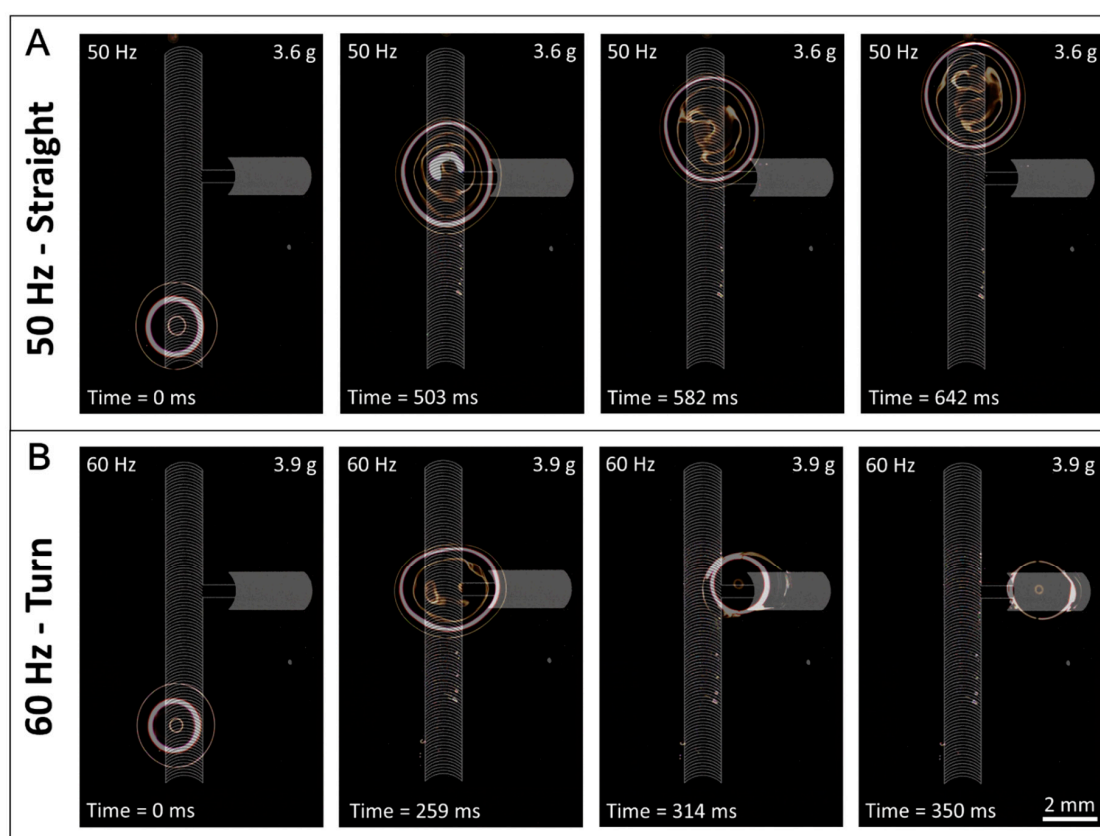 A
50 Hz - Straight
50 Hz 3.6 g
Time = 0 ms
50 Hz 3.6 g
Time = 503 ms
50 Hz 3.6 g
Time = 582 ms
50 Hz 3.6 g
Time = 642 ms
B
60 Hz - Turn
60 Hz 3.9 g
Time = 0 ms
60 Hz 3.9 g
Time = 259 ms
60 Hz 3.9 g
Time = 314 ms
60 Hz 3.9 g
Time = 350 ms
2 mm